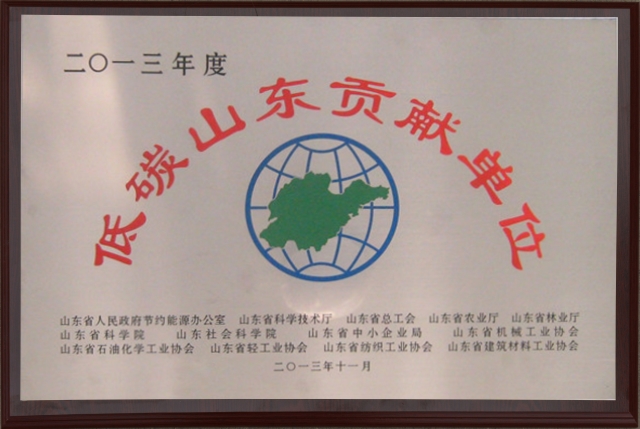 二〇一三年度
低碳山东贡献单位
山东省人民政府节约能源办公室 山东省科学技术厅 山东省总工会 山东省农业厅 山东省林业厅
山东省科学院 山东社会科学院 山东省中小企业局 山东省机械工业协会
山东省石油化学工业协会 山东省轻工业协会 山东省纺织工业协会 山东省建筑材料工业协会
二〇一三年十一月